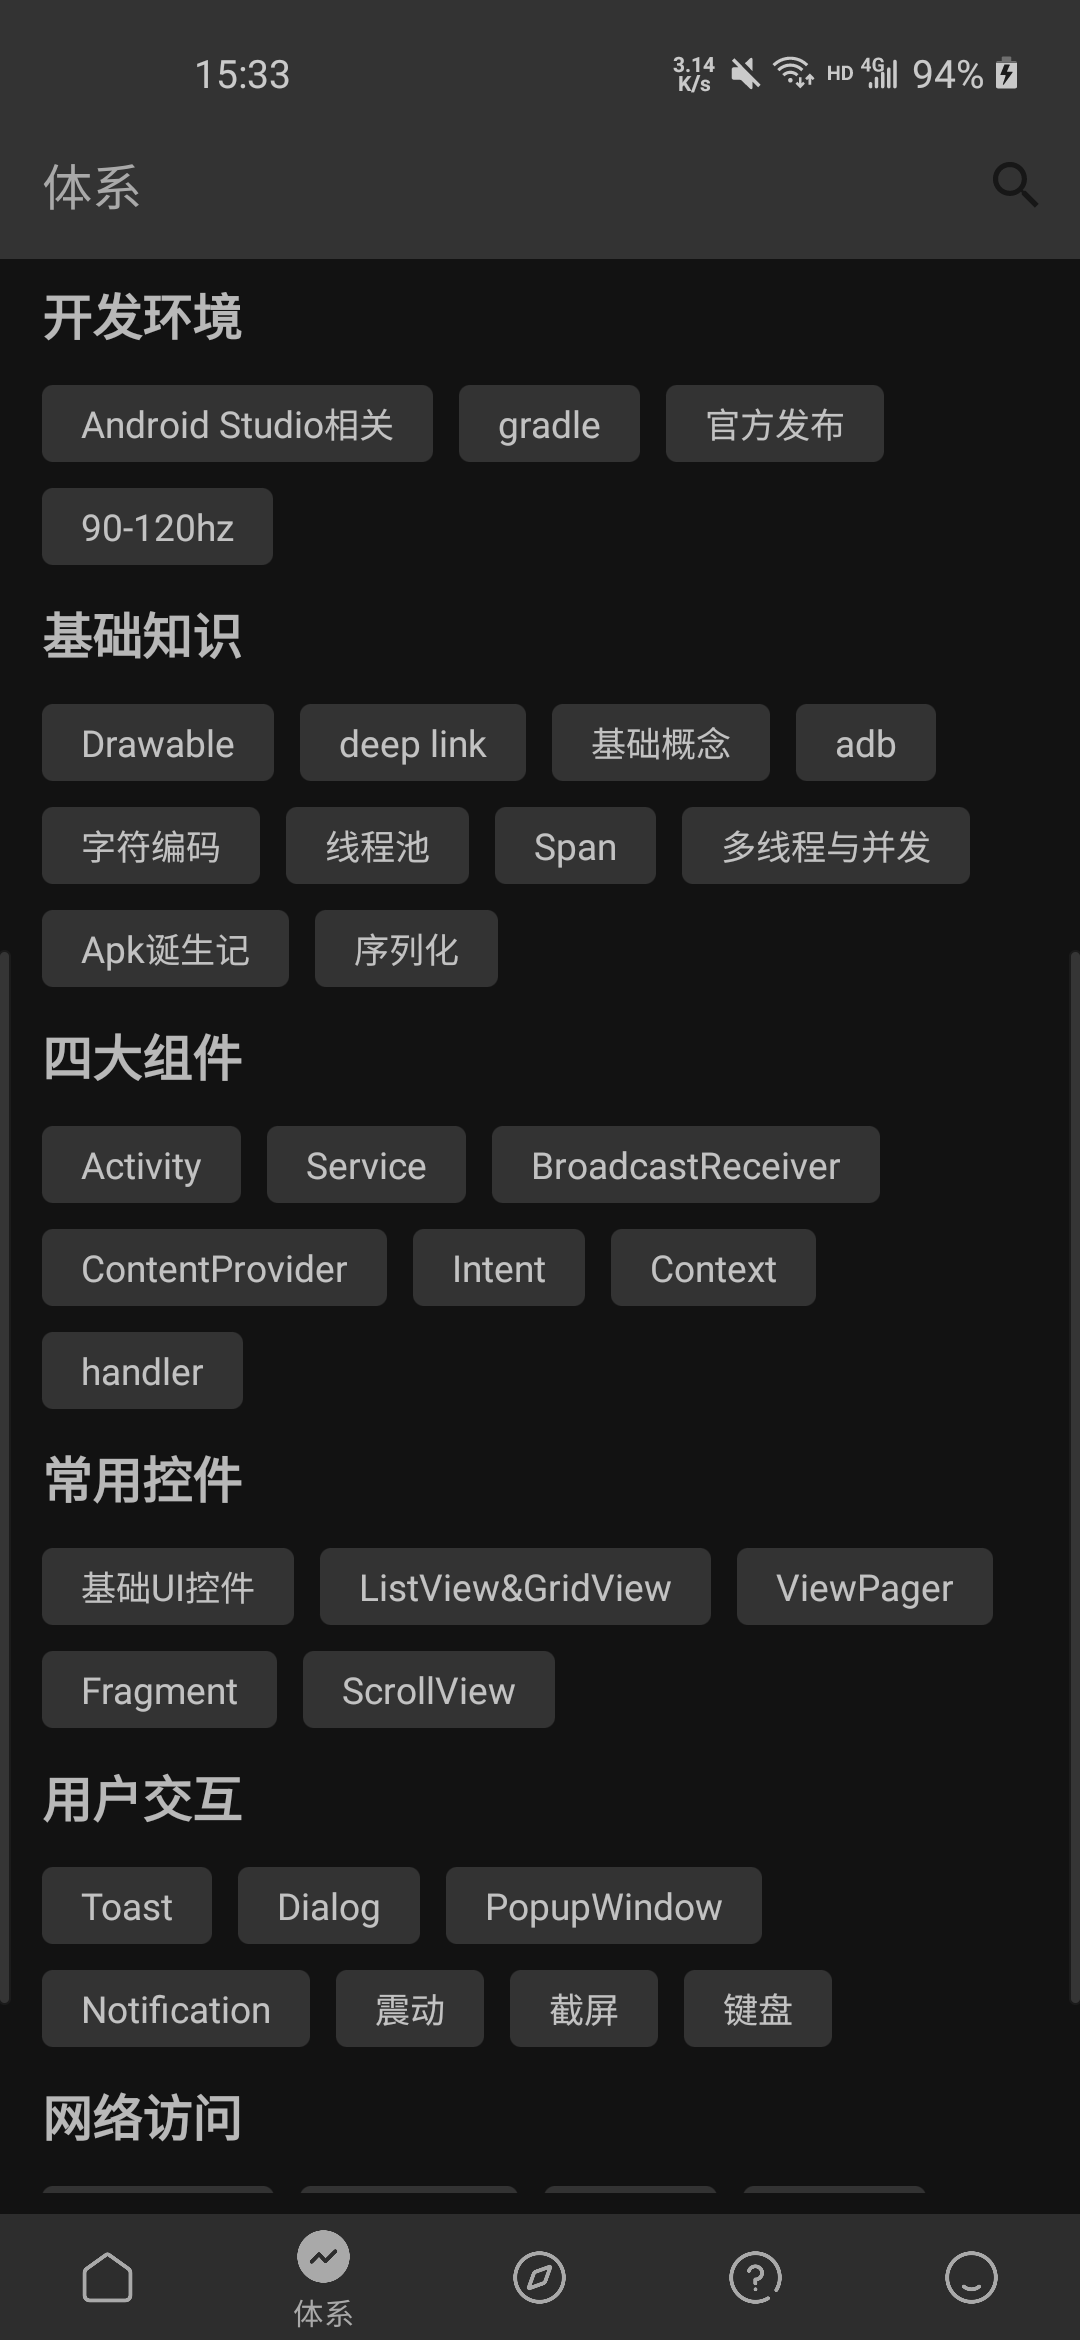 15:33 3.14 K/s HD 4G 94%
体系
开发环境
Android Studio相关 gradle 官方发布
90-120hz
基础知识
Drawable deep link 基础概念 adb
字符编码 线程池 Span 多线程与并发
Apk诞生记 序列化
四大组件
Activity Service BroadcastReceiver
ContentProvider Intent Context
handler
常用控件
基础UI控件 ListView&GridView ViewPager
Fragment ScrollView
用户交互
Toast Dialog PopupWindow
Notification 震动 截屏 键盘
网络访问
体系